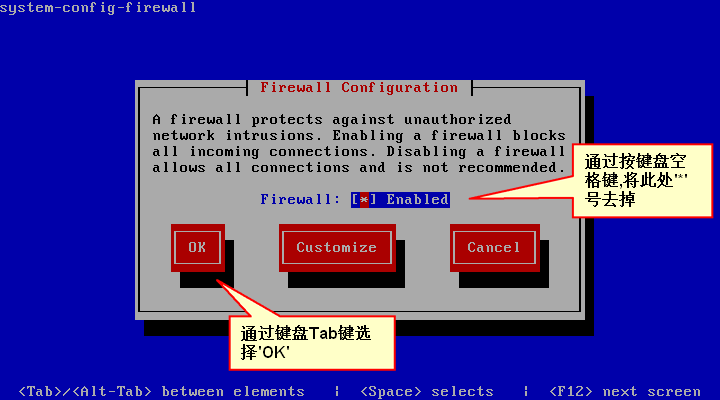 system-config-firewall
Firewall Configuration
A firewall protects against unauthorized
network intrusions. Enabling a firewall blocks
all incoming connections. Disabling a firewall
allows all connections and is not recommended.
Firewall: [*] Enabled
通过按键盘空
格键,将此处'*'
号去掉
OK Customize Cancel
通过键盘Tab键选
择'OK'
<Tab>/<Alt-Tab> between elements | <Space> selects | <F12> next screen